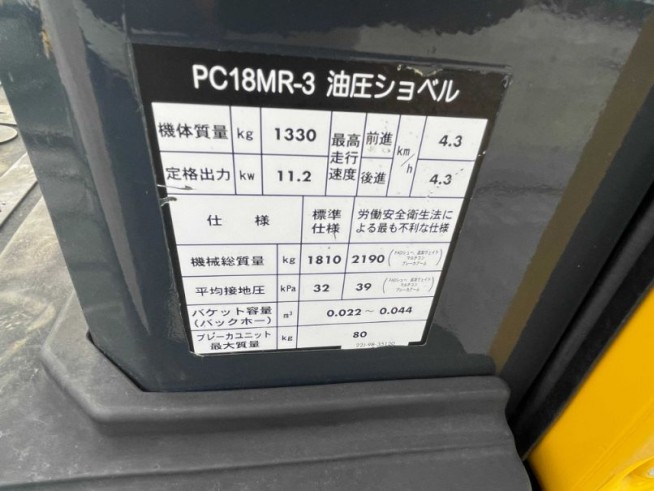 PC18MR-3 油圧ショベル
機体質量 kg 1330 最高走行速度 前進 km/h 4.3
定格出力 kw 11.2 後進 4.3
仕様 標準仕様 労働安全衛生法による最も不利な仕様
機械総質量 kg 1810 2190
平均接地圧 kPa 32 39
バケット容量(バックホー) m³ 0.022～0.044
ブレーカユニット最大質量 kg 80